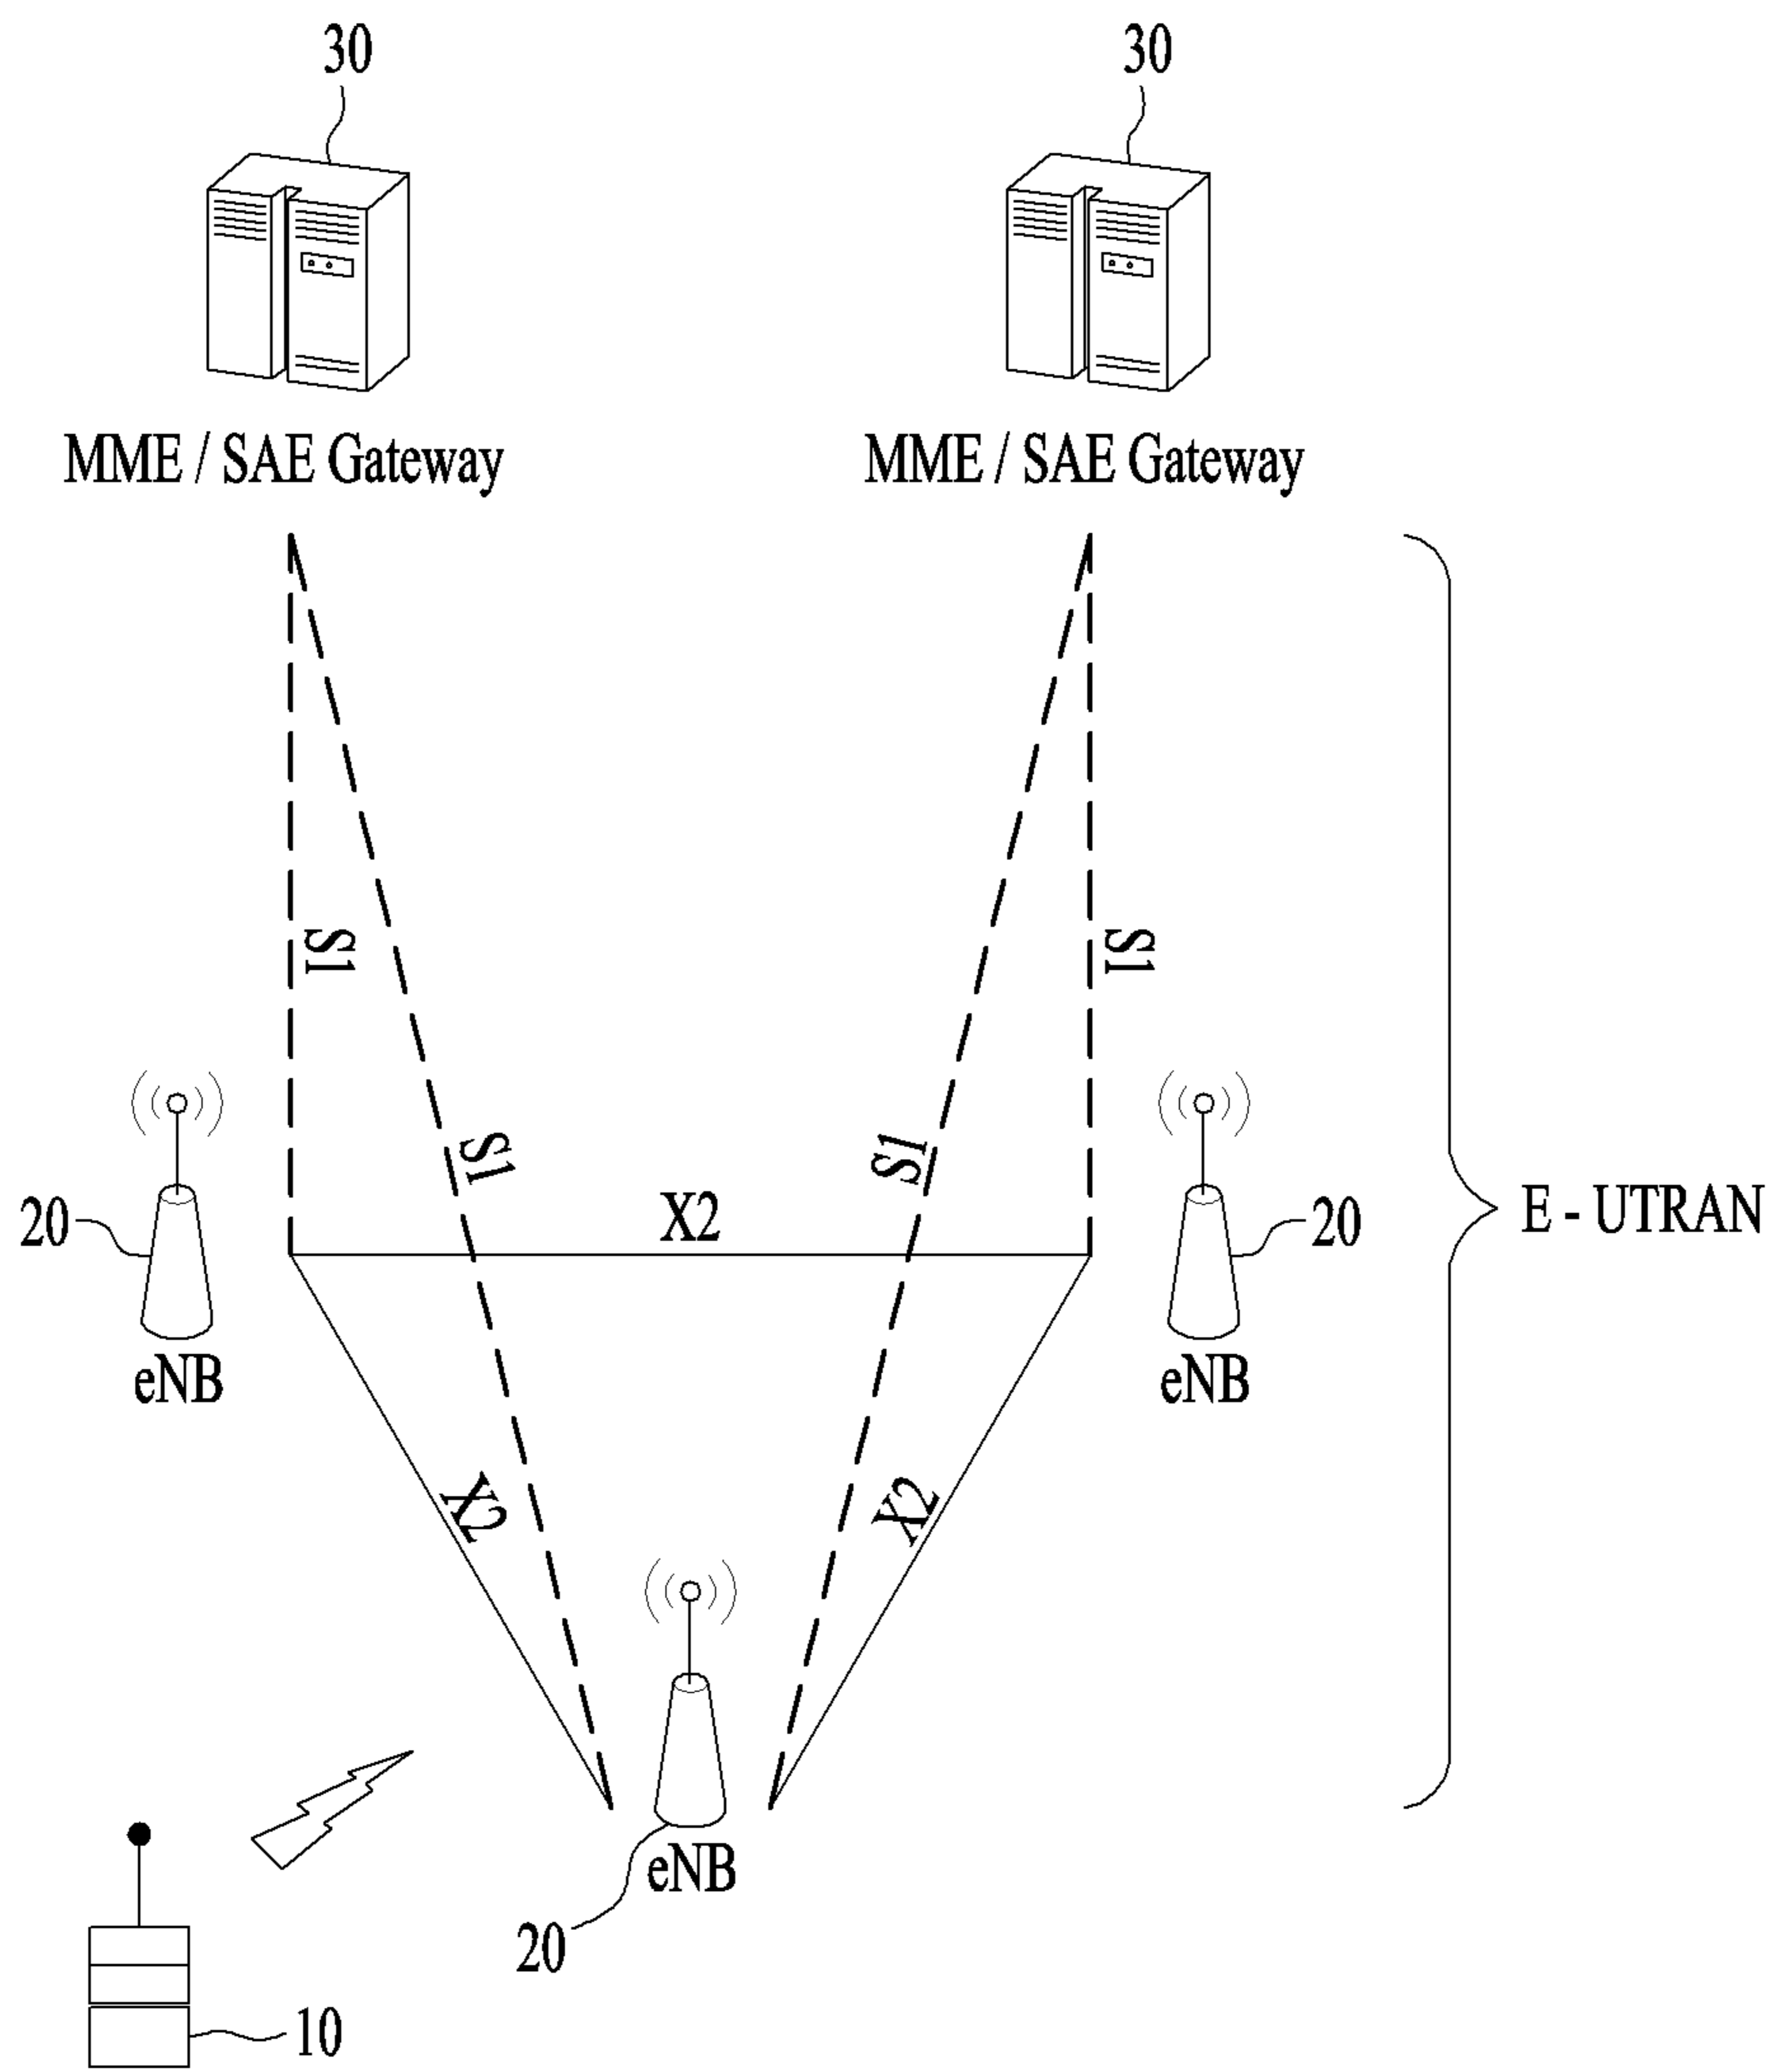 30
30
MME / SAE Gateway
MME / SAE Gateway
S1
S1
S1
S1
X2
20
20
E - UTRAN
eNB
eNB
X2
X2
eNB
20
10